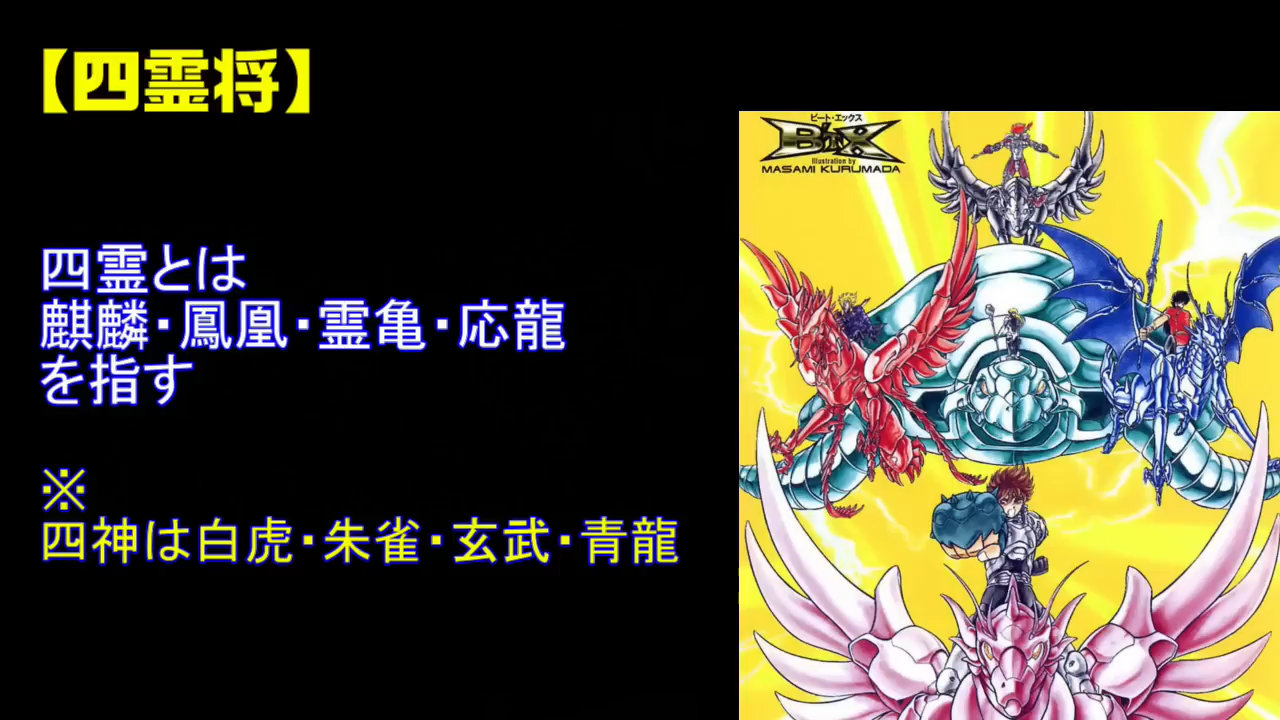 【四霊将】
四霊とは
麒麟・鳳凰・霊亀・応龍
を指す
※
四神は白虎・朱雀・玄武・青龍
ビート・エックス
B'T X
Illustration by
MASAMI KURUMADA